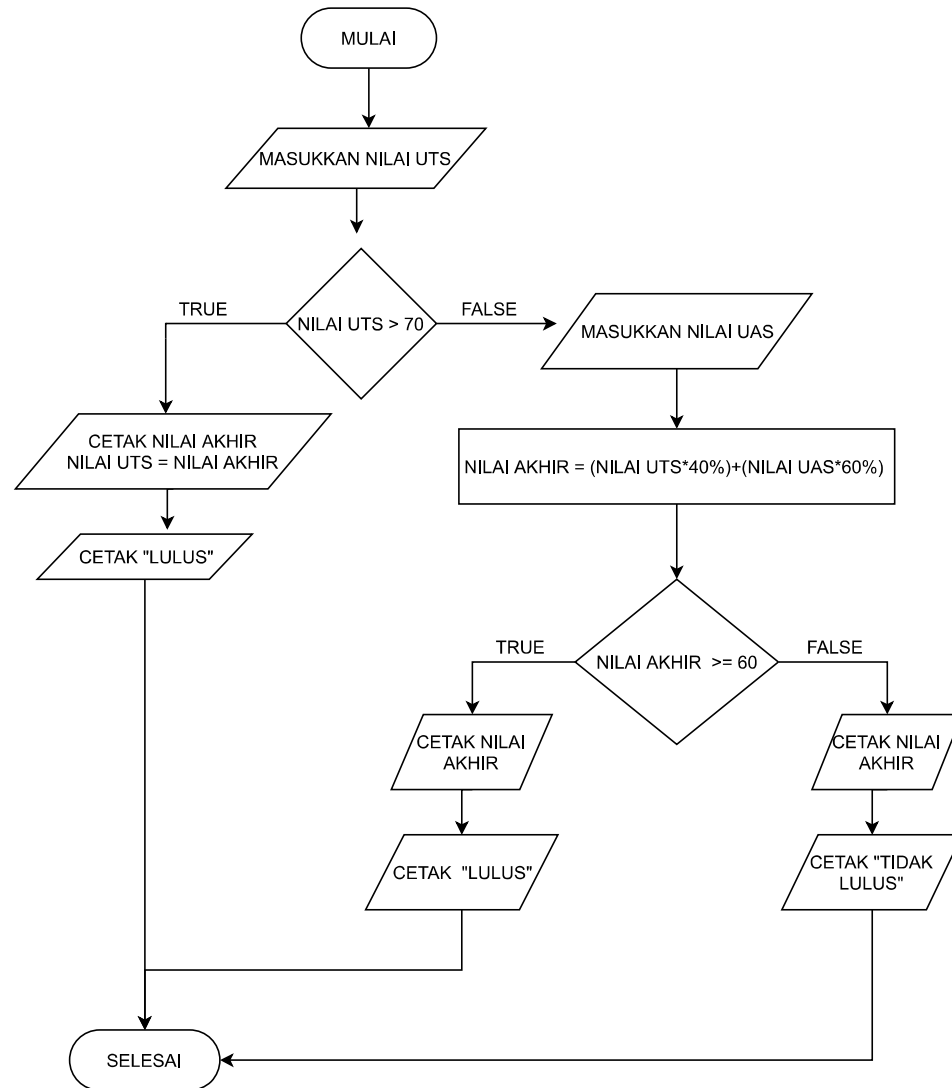 MULAI
MASUKKAN NILAI UTS
NILAI UTS > 70
TRUE
FALSE
MASUKKAN NILAI UAS
CETAK NILAI AKHIR
NILAI UTS = NILAI AKHIR
NILAI AKHIR = (NILAI UTS*40%)+(NILAI UAS*60%)
CETAK "LULUS"
NILAI AKHIR >= 60
TRUE
FALSE
CETAK NILAI
AKHIR
CETAK NILAI
AKHIR
CETAK "LULUS"
CETAK "TIDAK
LULUS"
SELESAI